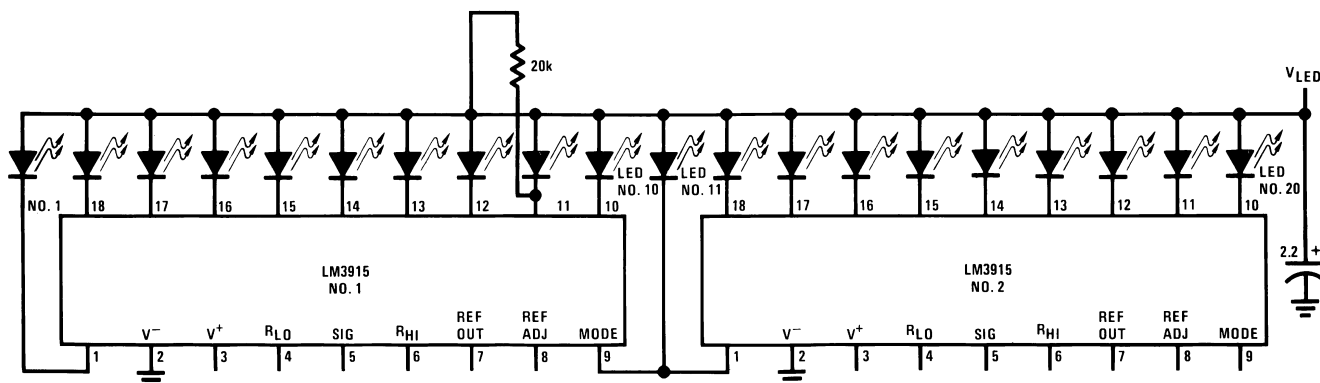 20k
V LED
LED NO. 10
LED NO. 11
LED NO. 20
NO. 1 18 17 16 15 14 13 12 11 10
18 17 16 15 14 13 12 11 10
2.2 +
LM3915 NO. 1
LM3915 NO. 2
V− V+ RLO SIG RHI REF OUT REF ADJ MODE
1 2 3 4 5 6 7 8 9
V− V+ RLO SIG RHI REF OUT REF ADJ MODE
1 2 3 4 5 6 7 8 9